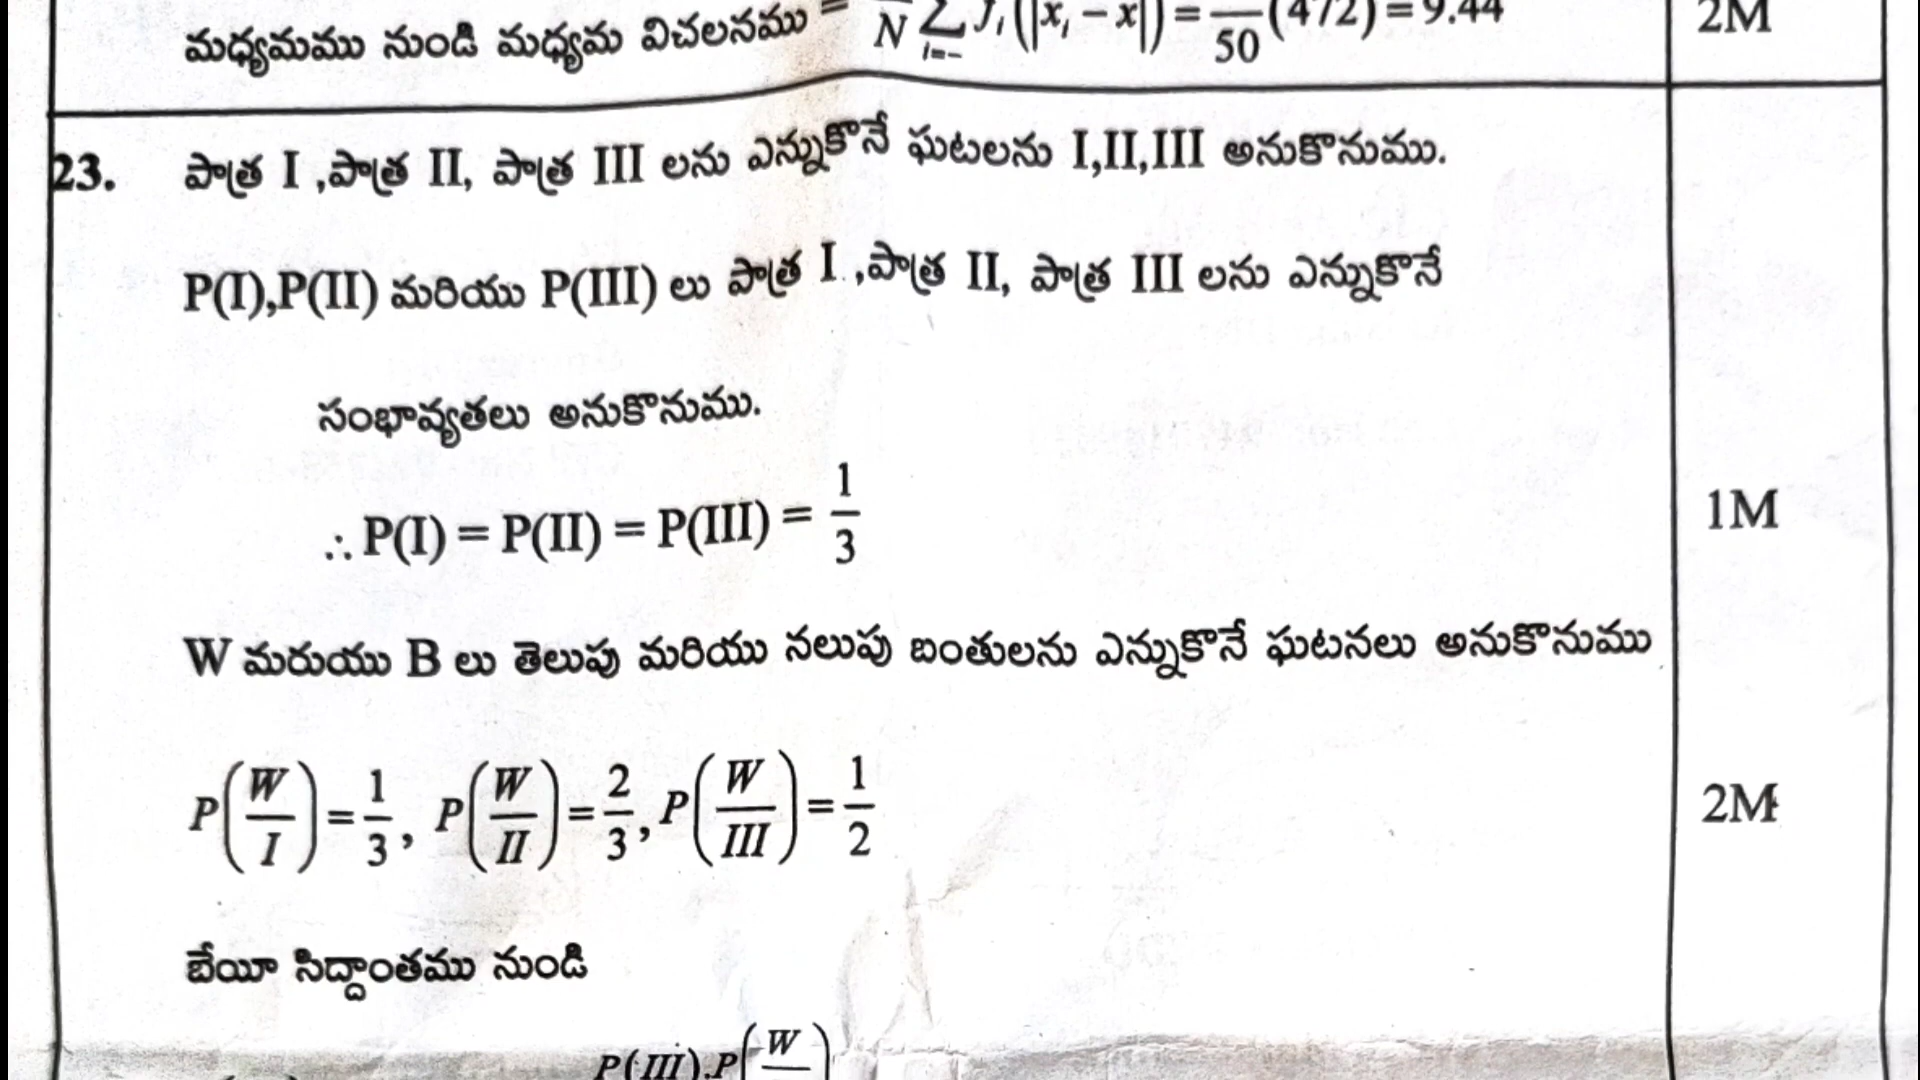 మధ్యమము నుండి మధ్యమ విచలనము = 1/N ∑ fᵢ (|xᵢ – x|) = 1/50 (472) = 9.44 2M
23. పాత్ర I ,పాత్ర II, పాత్ర III లను ఎన్నుకొనే ఘటలను I,II,III అనుకొనుము.
P(I),P(II) మరియు P(III) లు పాత్ర I ,పాత్ర II, పాత్ర III లను ఎన్నుకొనే
సంభావ్యతలు అనుకొనుము.
∴ P(I) = P(II) = P(III) = 1/3 1M
W మరుయు B లు తెలుపు మరియు నలుపు బంతులను ఎన్నుకొనే ఘటనలు అనుకొనుము
P(W/I) = 1/3, P(W/II) = 2/3, P(W/III) = 1/2 2M
బేయీ సిద్దాంతము నుండి
P(III).P(W